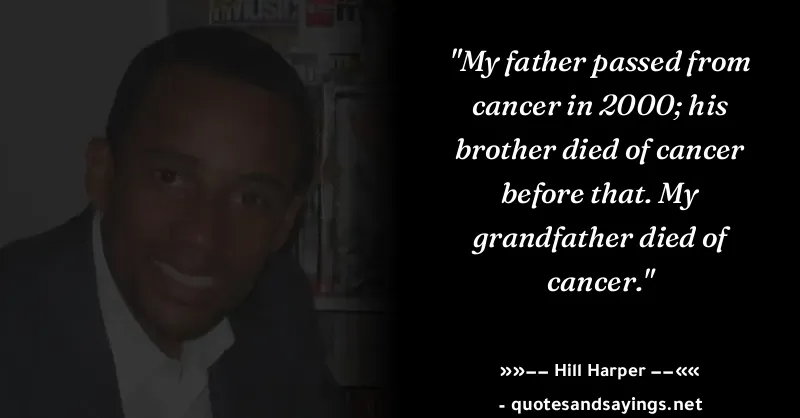 MUSIC
"My father passed from
cancer in 2000; his
brother died of cancer
before that. My
grandfather died of
cancer."
»»—— Hill Harper ——««
- quotesandsayings.net